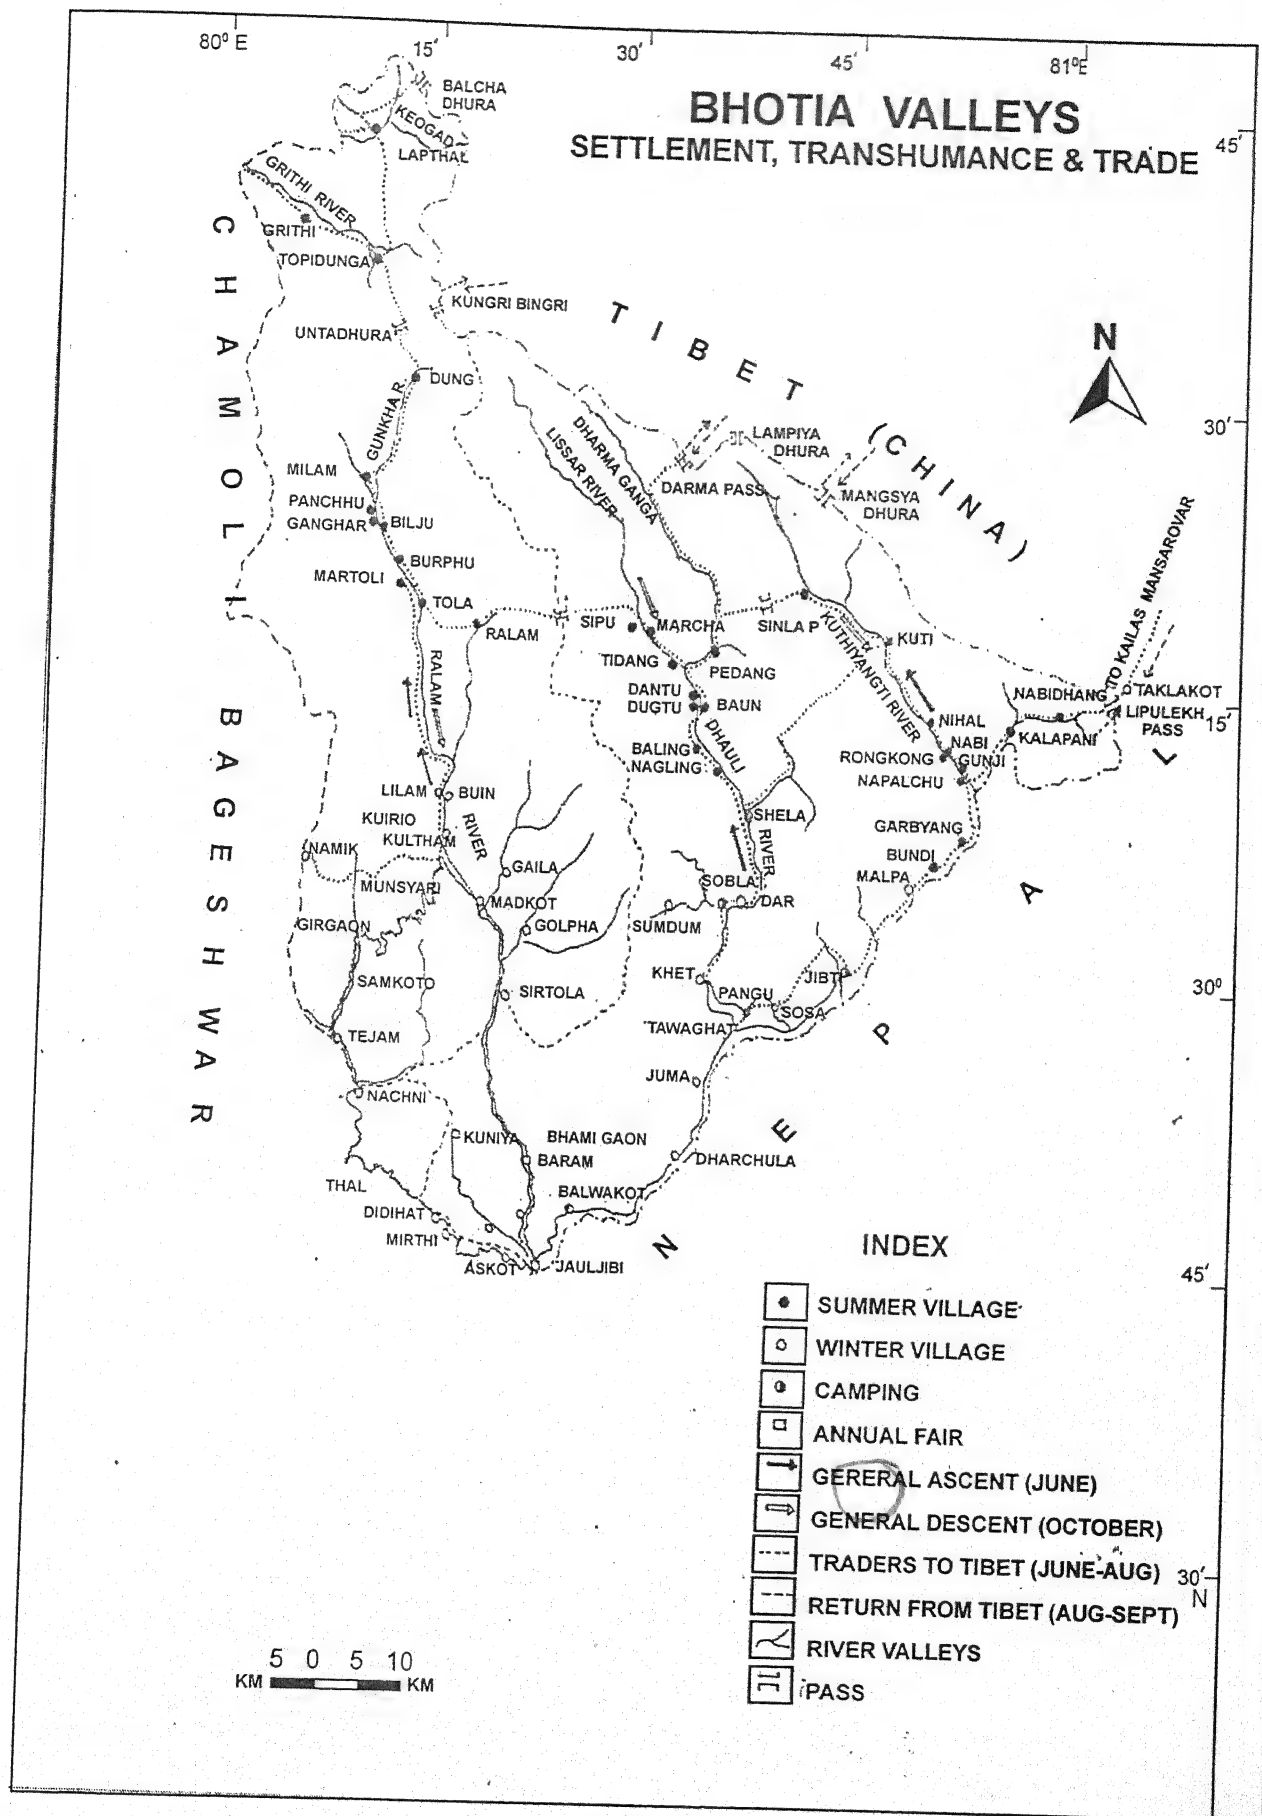 80⁰ E
15′
30′
45′
81⁰E
BHOTIA VALLEYS
SETTLEMENT, TRANSHUMANCE & TRADE
45′
BALCHA
DHURA
KEOGAD
LAPTHAL
GRITHI RIVER
GRITHI
TOPIDUNGA
KUNGRI BINGRI
UNTADHURA
DUNG
GUNKHA R.
TIBET (CHINA)
N
30′
CHAMOLI
BAGESHWAR
NEPAL
LISSAR RIVER
DHARMA GANGA
LAMPIYA
DHURA
DARMA PASS
MANGSYA
DHURA
MILAM
PANCHHU
GANGHAR
BILJU
BURPHU
MARTOLI
TOLA
RALAM
SIPU
MARCHA
SINLA P
TIDANG
PEDANG
KUTHIYANGTI RIVER
KUTI
TO KAILAS MANSAROVAR
RALAM
DANTU
DUGTU
BAUN
NABIDHANG
TAKLAKOT
LIPULEKH
PASS
15′
KALAPANI
NIHAL
NABI
RONGKONG
GUNJI
NAPALCHU
BALING
NAGLING
DHAULI
LILAM
BUIN
SHELA
KUIRIO
KULTHAM
RIVER
RIVER
GARBYANG
BUNDI
MALPA
NAMIK
GAILA
MUNSYARI
SOBLA
MADKOT
DAR
GIRGAON
GOLPHA
SUMDUM
KHET
JIBTI
SAMKOTO
SIRTOLA
PANGU
SOSA
30⁰
TEJAM
TAWAGHAT
JUMA
NACHNI
KUNIYA
BHAMI GAON
BARAM
DHARCHULA
THAL
BALWAKOT
DIDIHAT
MIRTHI
ASKOT
JAULJIBI
45′
INDEX
SUMMER VILLAGE
WINTER VILLAGE
CAMPING
ANNUAL FAIR
GERERAL ASCENT (JUNE)
GENERAL DESCENT (OCTOBER)
TRADERS TO TIBET (JUNE-AUG)
30′
N
RETURN FROM TIBET (AUG-SEPT)
RIVER VALLEYS
PASS
5 0 5 10
KM KM